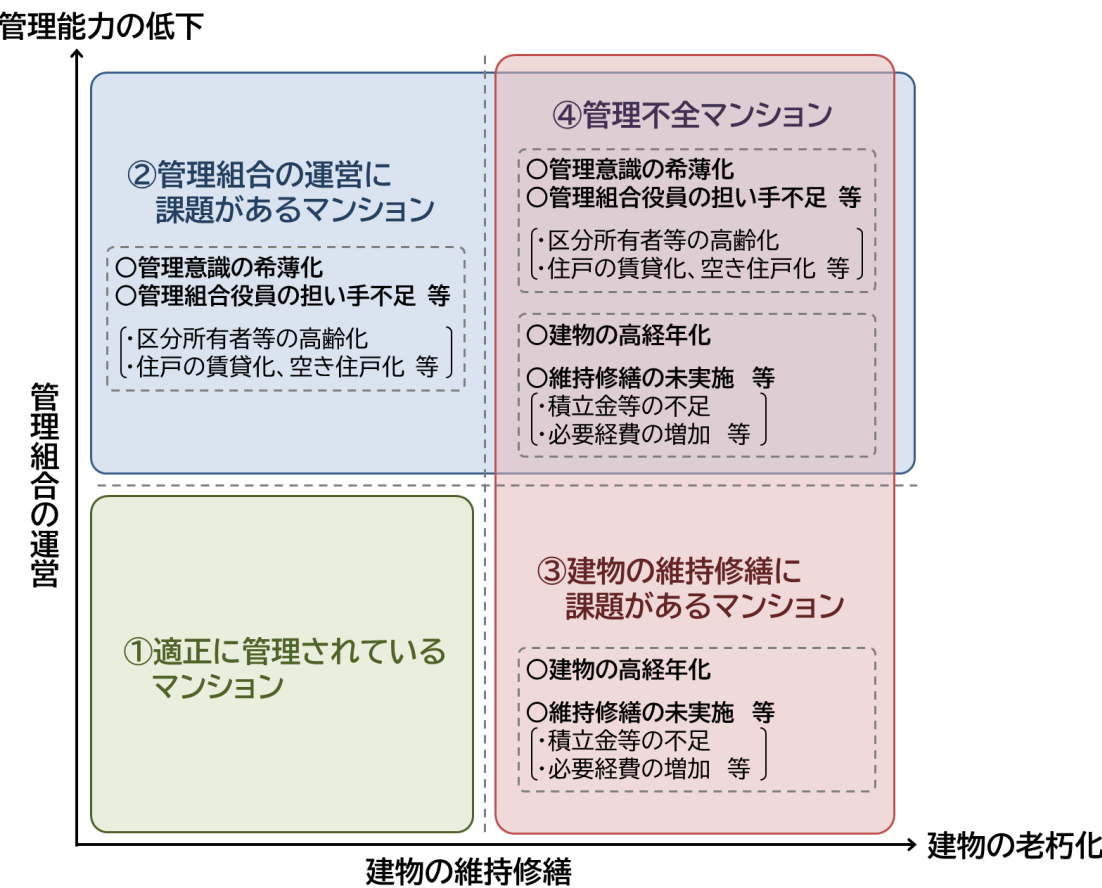 管理能力の低下
④管理不全マンション
○管理意識の希薄化
○管理組合役員の担い手不足 等
・区分所有者等の高齢化
・住戸の賃貸化、空き住戸化 等
○建物の高経年化
○維持修繕の未実施 等
・積立金等の不足
・必要経費の増加 等
②管理組合の運営に
課題があるマンション
○管理意識の希薄化
○管理組合役員の担い手不足 等
・区分所有者等の高齢化
・住戸の賃貸化、空き住戸化 等
管理組合の運営
①適正に管理されている
マンション
③建物の維持修繕に
課題があるマンション
○建物の高経年化
○維持修繕の未実施 等
・積立金等の不足
・必要経費の増加 等
建物の維持修繕
建物の老朽化